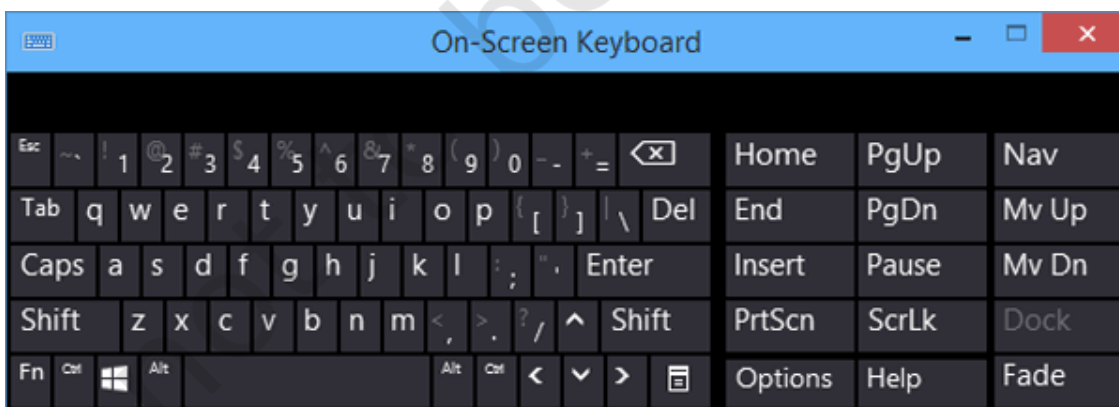 On-Screen Keyboard
Esc ~ ` ! 1 @ 2 # 3 $ 4 % 5 ^ 6 & 7 * 8 ( 9 ) 0 _ - + = Home PgUp Nav
Tab q w e r t y u i o p { [ } ] | \ Del End PgDn Mv Up
Caps a s d f g h j k l : ; " ' Enter Insert Pause Mv Dn
Shift z x c v b n m < , > . ? / Shift PrtScn ScrLk Dock
Fn Ctrl Alt Alt Ctrl Options Help Fade